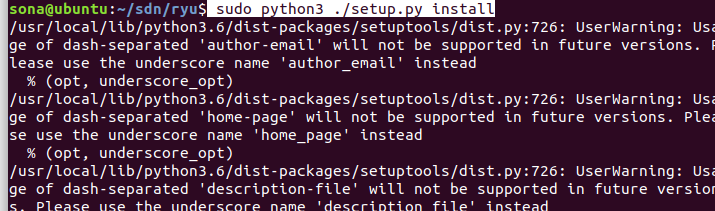 sona@ubuntu:~/sdn/ryu$ sudo python3 ./setup.py install
/usr/local/lib/python3.6/dist-packages/setuptools/dist.py:726: UserWarning: Usa
ge of dash-separated 'author-email' will not be supported in future versions. P
lease use the underscore name 'author_email' instead
  % (opt, underscore_opt)
/usr/local/lib/python3.6/dist-packages/setuptools/dist.py:726: UserWarning: Usa
ge of dash-separated 'home-page' will not be supported in future versions. Plea
se use the underscore name 'home_page' instead
  % (opt, underscore_opt)
/usr/local/lib/python3.6/dist-packages/setuptools/dist.py:726: UserWarning: Usa
ge of dash-separated 'description-file' will not be supported in future version
s. Please use the underscore name 'description_file' instead